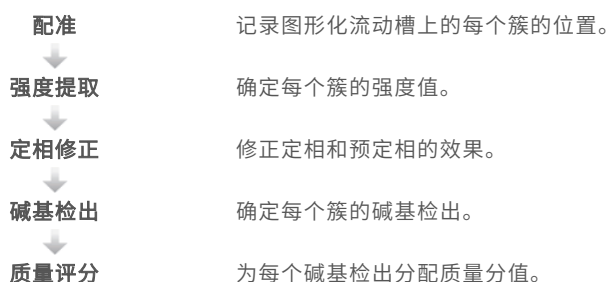 配准 记录图形化流动槽上的每个簇的位置。
强度提取 确定每个簇的强度值。
定相修正 修正定相和预定相的效果。
碱基检出 确定每个簇的碱基检出。
质量评分 为每个碱基检出分配质量分值。